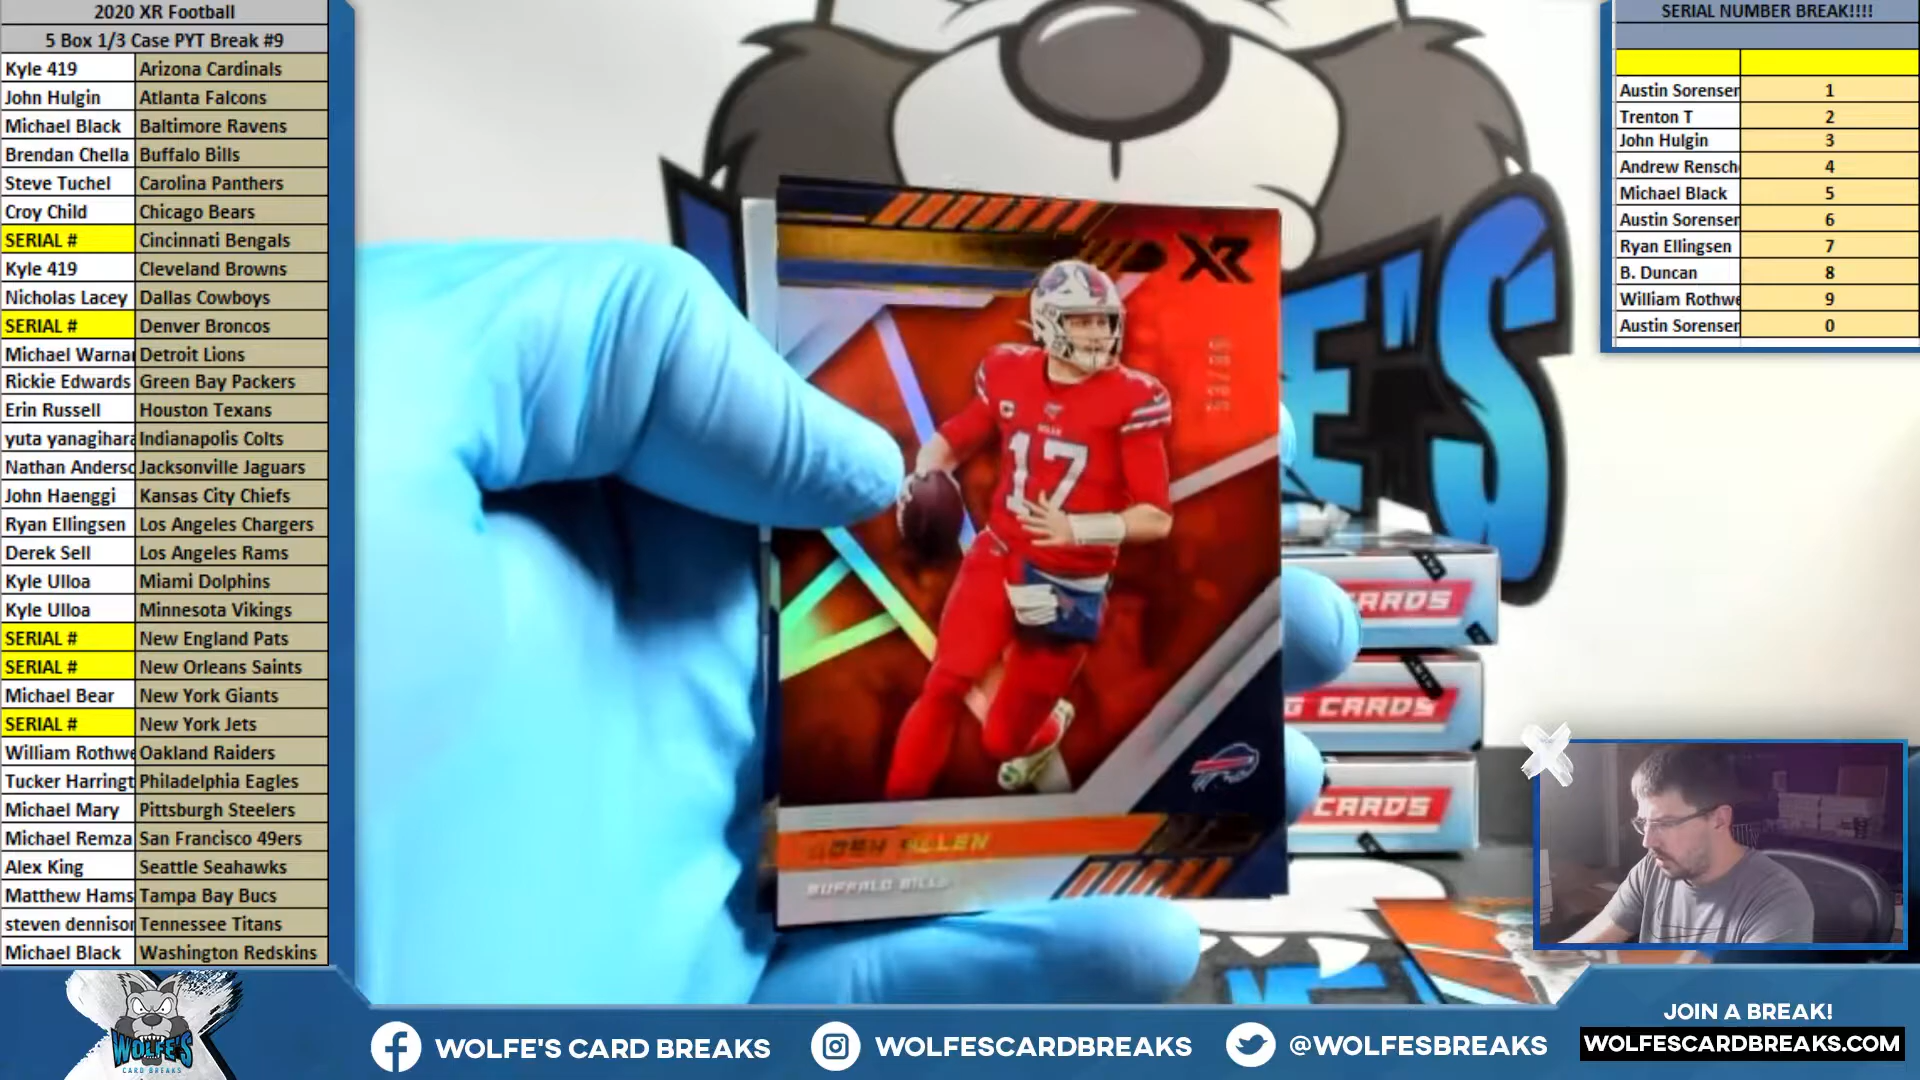 2020 XR Football
5 Box 1/3 Case PYT Break #9
Kyle 419 Arizona Cardinals
John Hulgin Atlanta Falcons
Michael Black Baltimore Ravens
Brendan Chella Buffalo Bills
Steve Tuchel Carolina Panthers
Croy Child Chicago Bears
SERIAL # Cincinnati Bengals
Kyle 419 Cleveland Browns
Nicholas Lacey Dallas Cowboys
SERIAL # Denver Broncos
Michael Warnar Detroit Lions
Rickie Edwards Green Bay Packers
Erin Russell Houston Texans
yuta yanagihara Indianapolis Colts
Nathan Anderso Jacksonville Jaguars
John Haenggi Kansas City Chiefs
Ryan Ellingsen Los Angeles Chargers
Derek Sell Los Angeles Rams
Kyle Ulloa Miami Dolphins
Kyle Ulloa Minnesota Vikings
SERIAL # New England Pats
SERIAL # New Orleans Saints
Michael Bear New York Giants
SERIAL # New York Jets
William Rothwe Oakland Raiders
Tucker Harringt Philadelphia Eagles
Michael Mary Pittsburgh Steelers
Michael Remza San Francisco 49ers
Alex King Seattle Seahawks
Matthew Hams Tampa Bay Bucs
steven dennison Tennessee Titans
Michael Black Washington Redskins
XR
17
BUFFALO BILLS
E'S
CARDS
G CARDS
CARDS
SERIAL NUMBER BREAK!!!!
Austin Sorensen 1
Trenton T 2
John Hulgin 3
Andrew Rensch 4
Michael Black 5
Austin Sorensen 6
Ryan Ellingsen 7
B. Duncan 8
William Rothwe 9
Austin Sorensen 0
WOLFE'S
CARD BREAKS
WOLFE'S CARD BREAKS
WOLFESCARDBREAKS
@WOLFESBREAKS
JOIN A BREAK!
WOLFESCARDBREAKS.COM